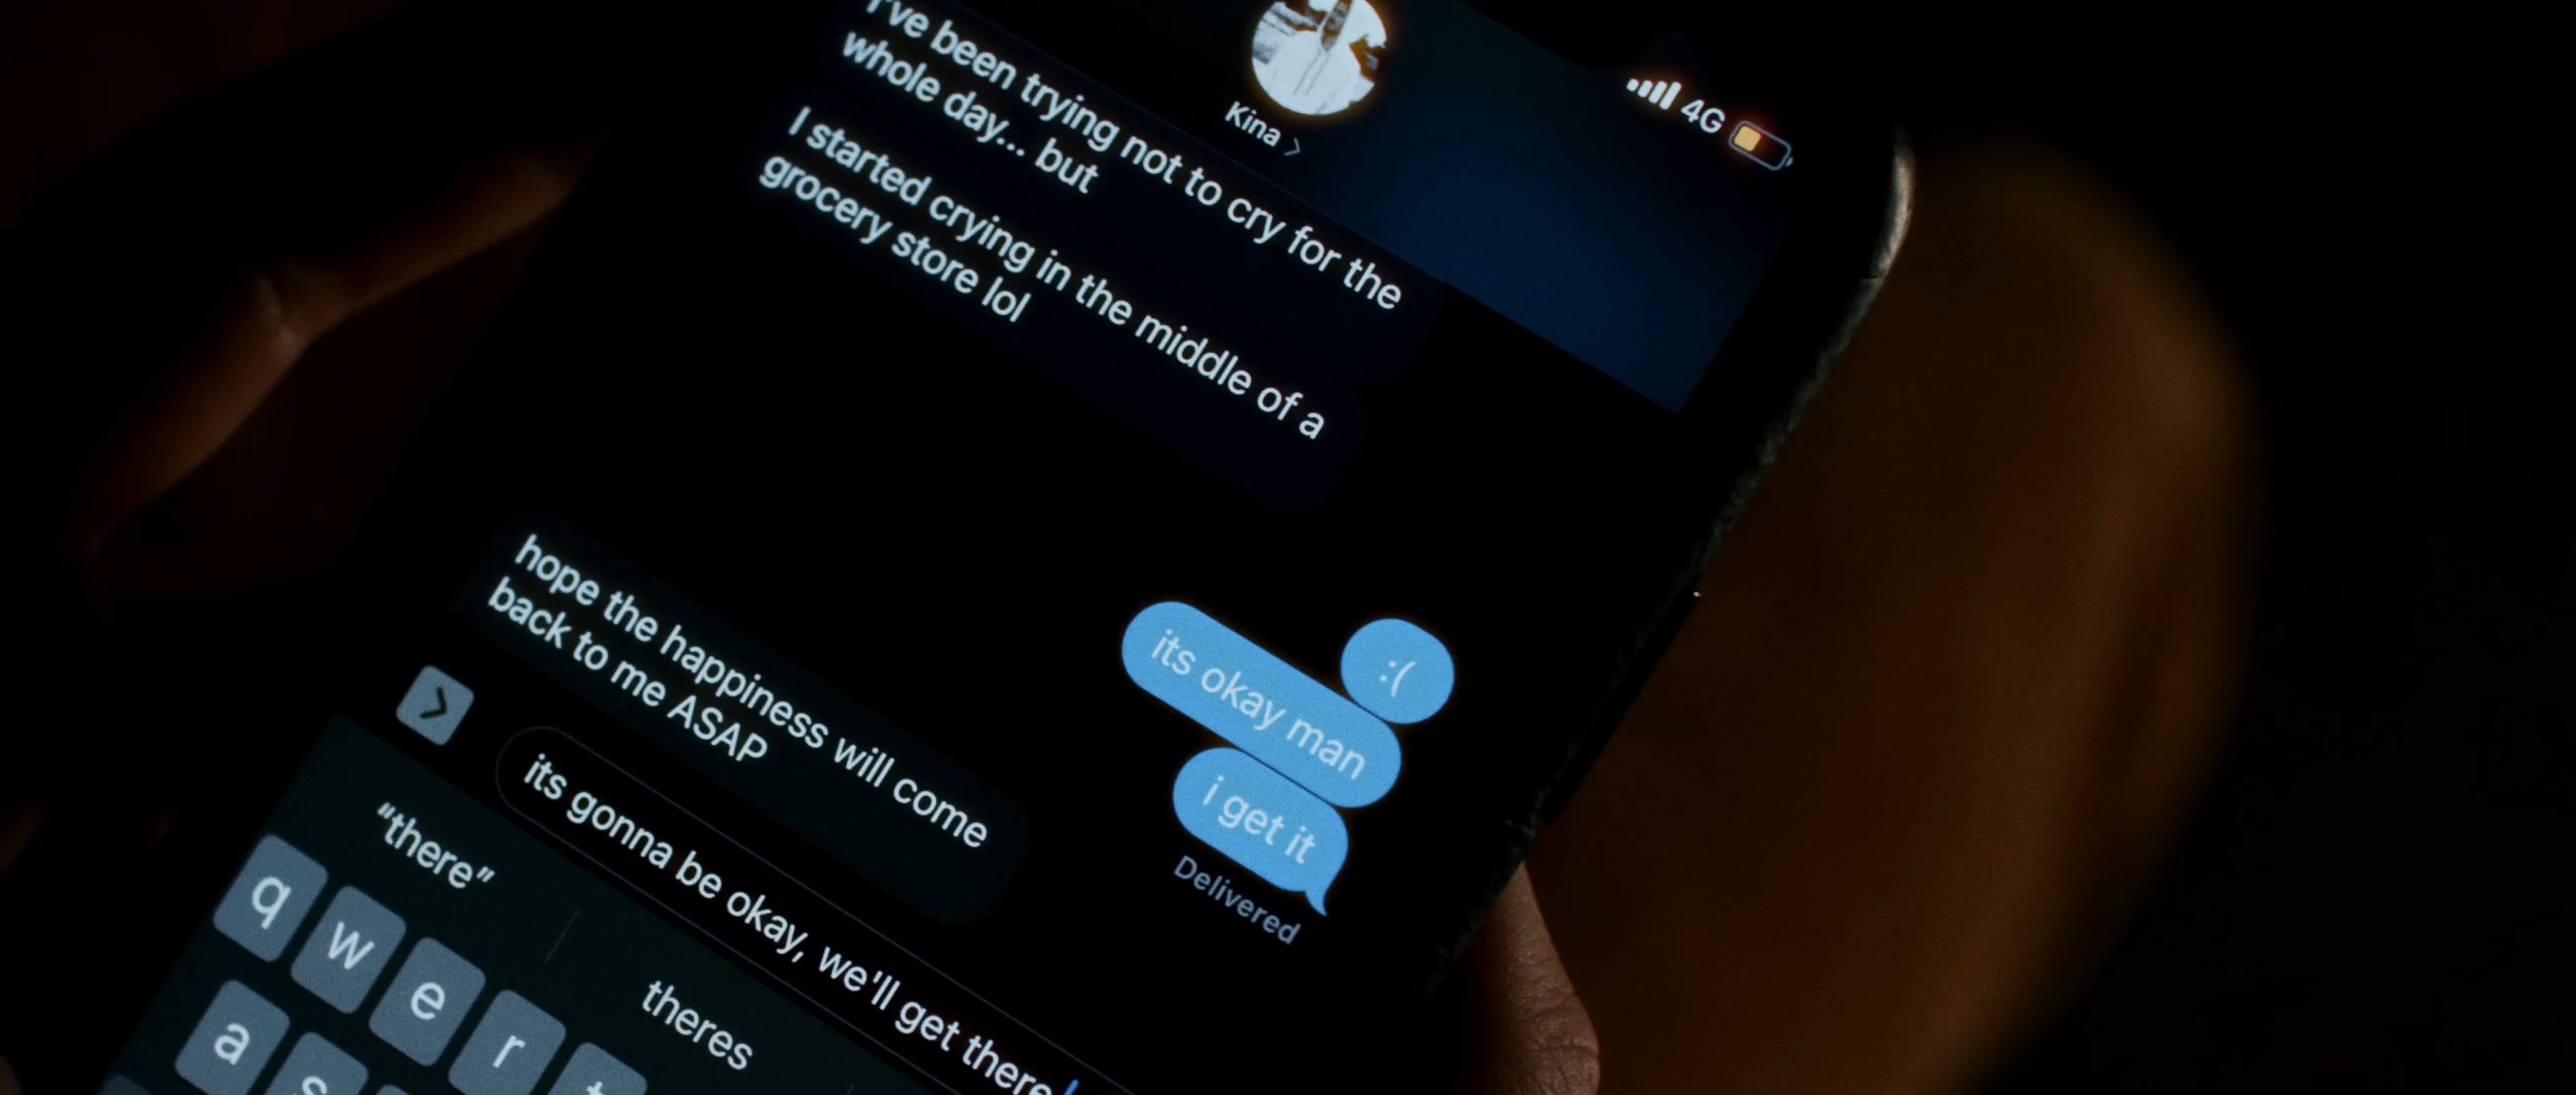 4G
Kina >
I've been trying not to cry for the
whole day... but
I started crying in the middle of a
grocery store lol
:(
its okay man
i get it
Delivered
hope the happiness will come
back to me ASAP
its gonna be okay, we'll get there
"there"
theres
q w e r t
a s